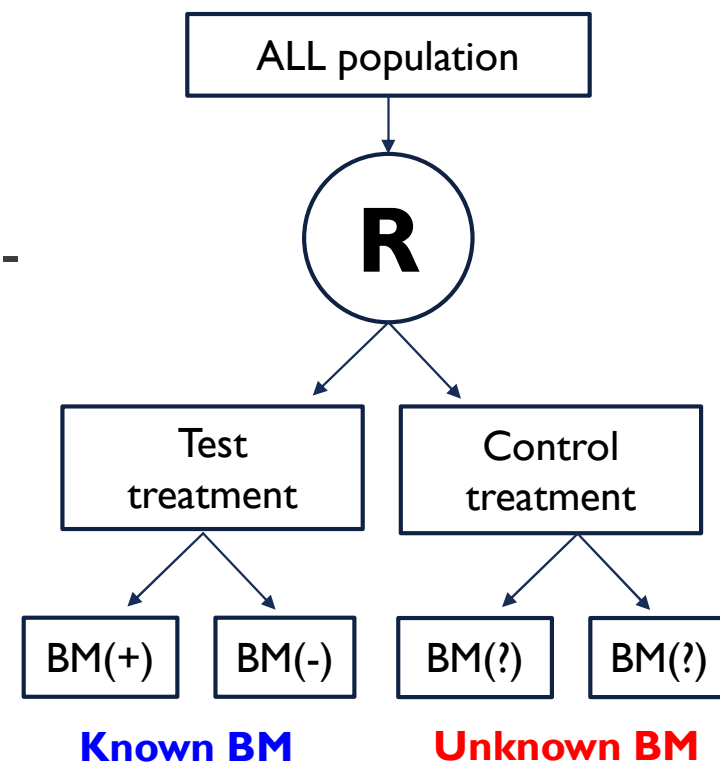 ALL population
R
-
Test
treatment
Control
treatment
BM(+)
BM(-)
BM(?)
BM(?)
Known BM
Unknown BM